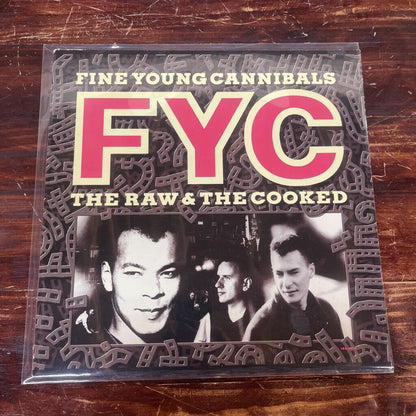 FINE YOUNG CANNIBALS
FYC
THE RAW & THE COOKED